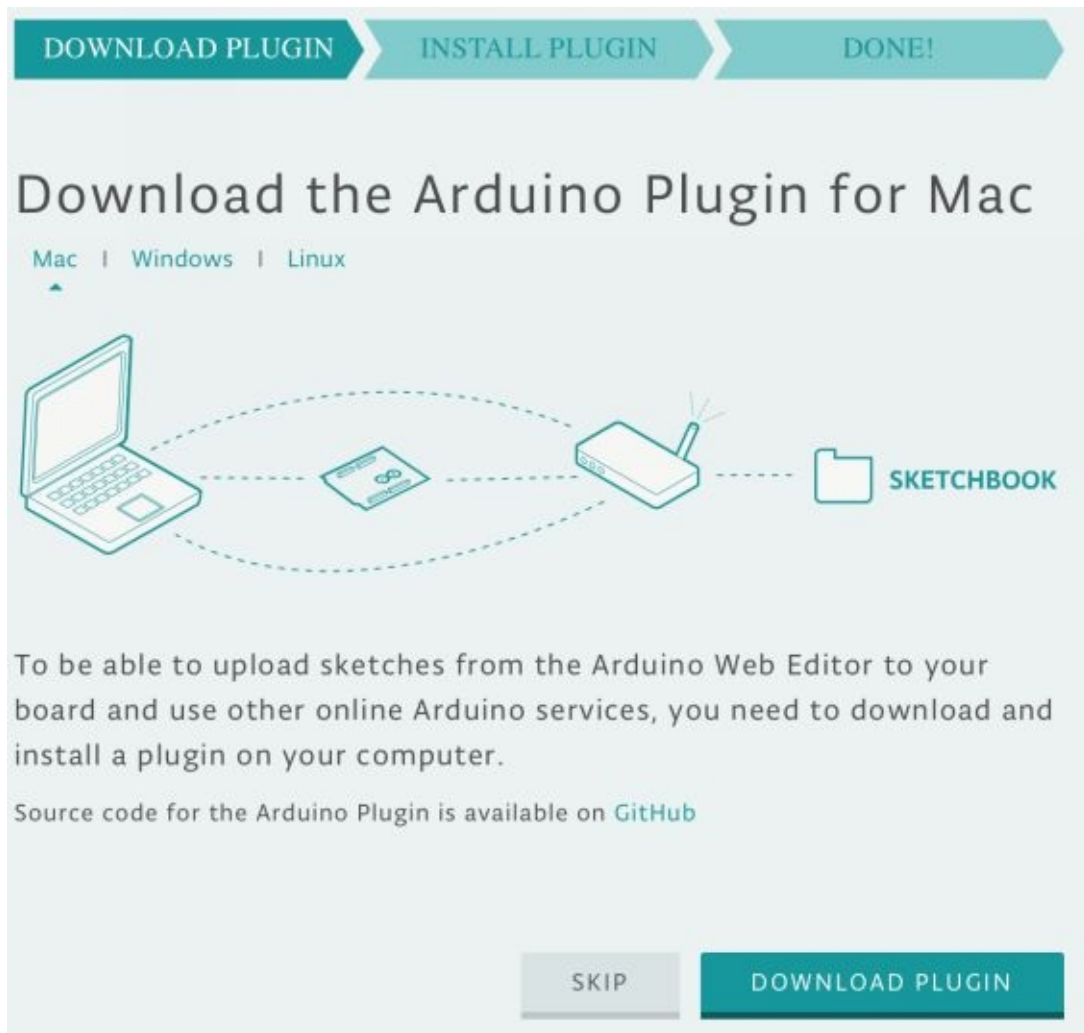 DOWNLOAD PLUGIN
INSTALL PLUGIN
DONE!
Download the Arduino Plugin for Mac
Mac | Windows | Linux
SKETCHBOOK
To be able to upload sketches from the Arduino Web Editor to your
board and use other online Arduino services, you need to download and
install a plugin on your computer.
Source code for the Arduino Plugin is available on GitHub
SKIP
DOWNLOAD PLUGIN